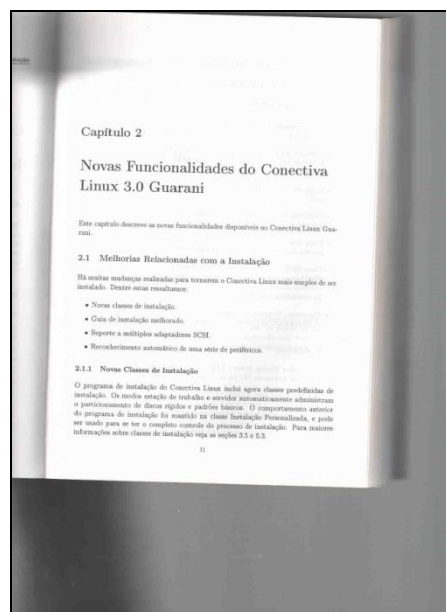 Capítulo 2
Novas Funcionalidades do Conectiva
Linux 3.0 Guarani
Este capítulo descreve as novas funcionalidades disponíveis no Conectiva Linux Gua-
rani.
2.1 Melhorias Relacionadas com a Instalação
Há muitas mudanças realizadas para tornarem o Conectiva Linux mais simples de ser
instalado. Dentre estas ressaltamos:
• Novas classes de instalação.
• Guia de instalação melhorado.
• Suporte a múltiplos adaptadores SCSI.
• Reconhecimento automático de uma série de periféricos.
2.1.1 Novas Classes de Instalação
O programa de instalação do Conectiva Linux inclui agora classes predefinidas de
instalação. Os modos estação de trabalho e servidor automaticamente administram
o particionamento de discos rígidos e padrões básicos. O comportamento anterior
do programa de instalação foi mantido na classe Instalação Personalizada, e pode
ser usado para se ter o completo controle do processo de instalação. Para maiores
informações sobre classes de instalação veja as seções 3.5 e 5.3.
11